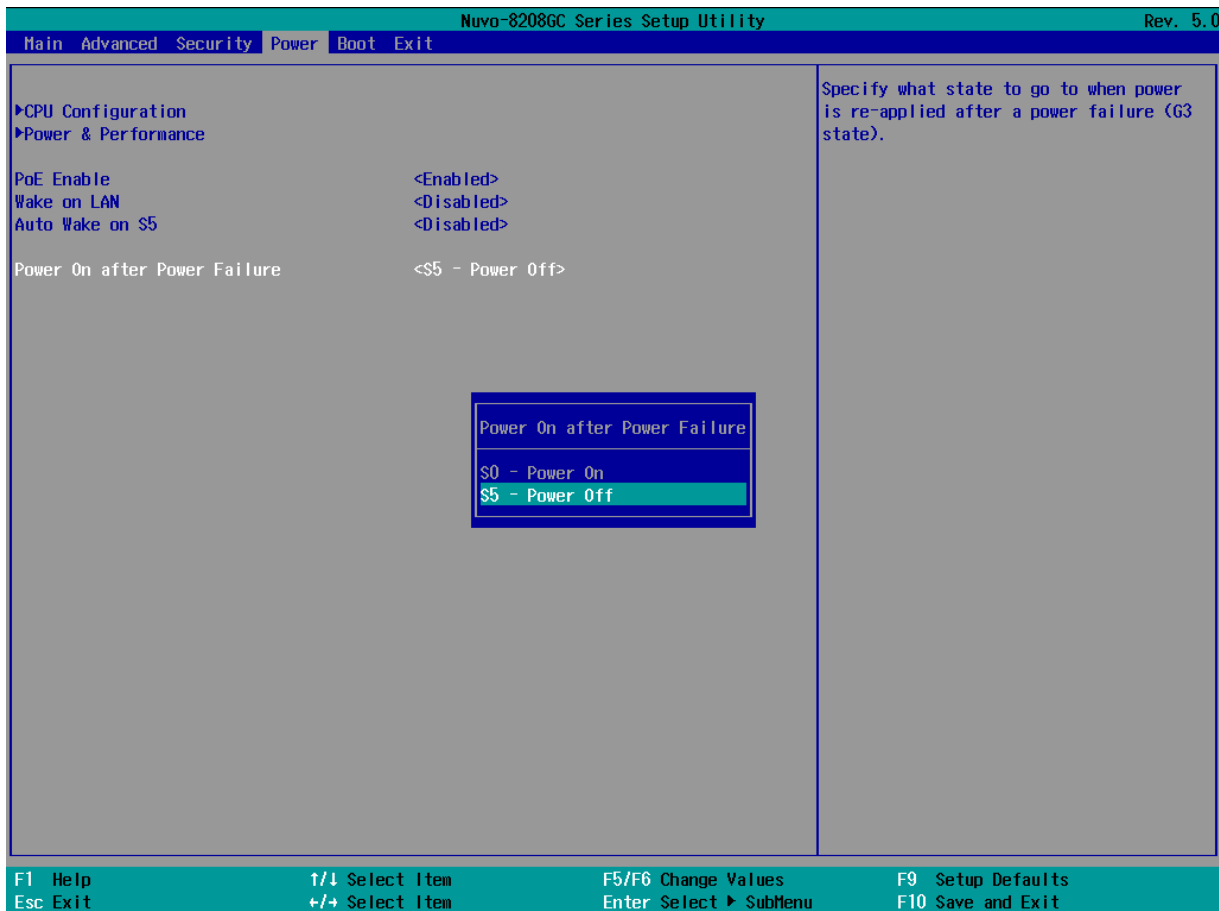 Nuvo-8208GC Series Setup Utility Rev. 5.0
Main Advanced Security Power Boot Exit
▶CPU Configuration
▶Power & Performance
PoE Enable <Enabled>
Wake on LAN <Disabled>
Auto Wake on S5 <Disabled>
Power On after Power Failure <S5 - Power Off>
Specify what state to go to when power
is re-applied after a power failure (G3
state).
Power On after Power Failure
S0 - Power On
S5 - Power Off
F1 Help ↑/↓ Select Item F5/F6 Change Values F9 Setup Defaults
Esc Exit ←/→ Select Item Enter Select ▶ SubMenu F10 Save and Exit